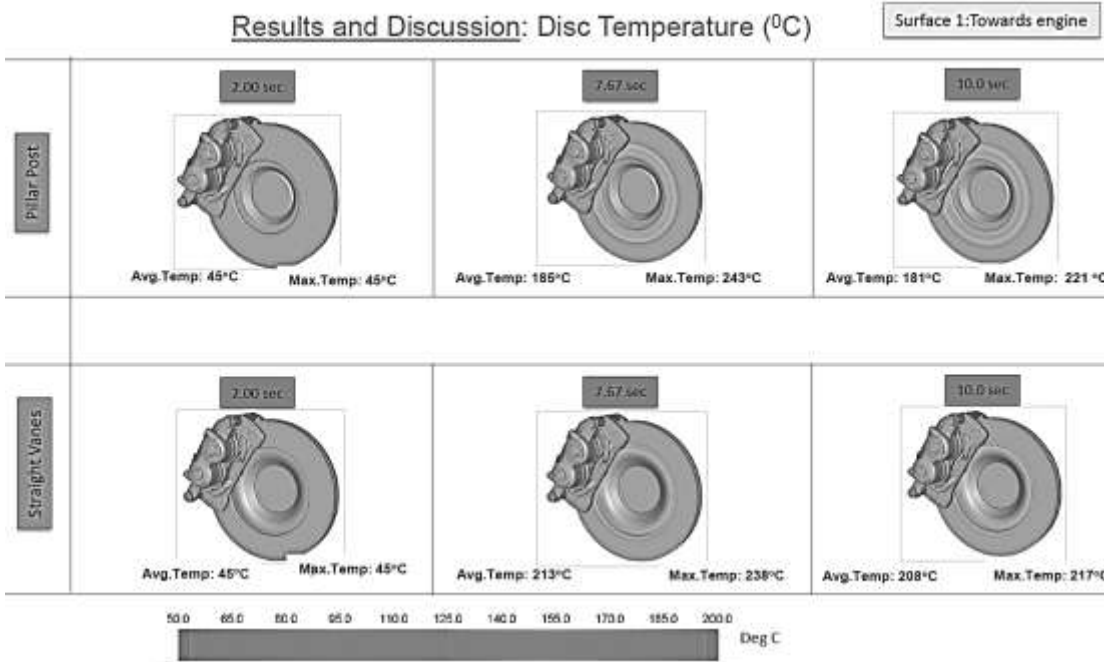 Results and Discussion: Disc Temperature (⁰C)
Surface 1:Towards engine
Pillar Post
2.00 sec
7.67 sec
10.0 sec
Avg.Temp: 45°C
Max.Temp: 45°C
Avg.Temp: 185°C
Max.Temp: 243°C
Avg.Temp: 181°C
Max.Temp: 221 °C
Straight Vanes
2.00 sec
7.67 sec
10.0 sec
Avg.Temp: 45°C
Max.Temp: 45°C
Avg.Temp: 213°C
Max.Temp: 238°C
Avg.Temp: 208°C
Max.Temp: 217°C
50.0 65.0 80.0 95.0 110.0 125.0 140.0 155.0 170.0 185.0 200.0
Deg C